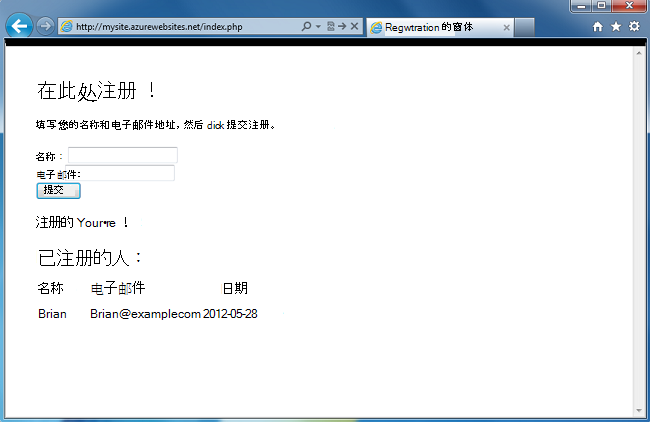 http://mysite.azurewebsites.net/index.php
Regwtration 的窗体
在此处注册 ！
填写您的名称和电子邮件地址, 然后 dick 提交注册。
名称：
电子邮件:
提交
注册的 Your•re ！
已注册的人：
名称 电子邮件 日期
Brian Brian@examplecom 2012-05-28